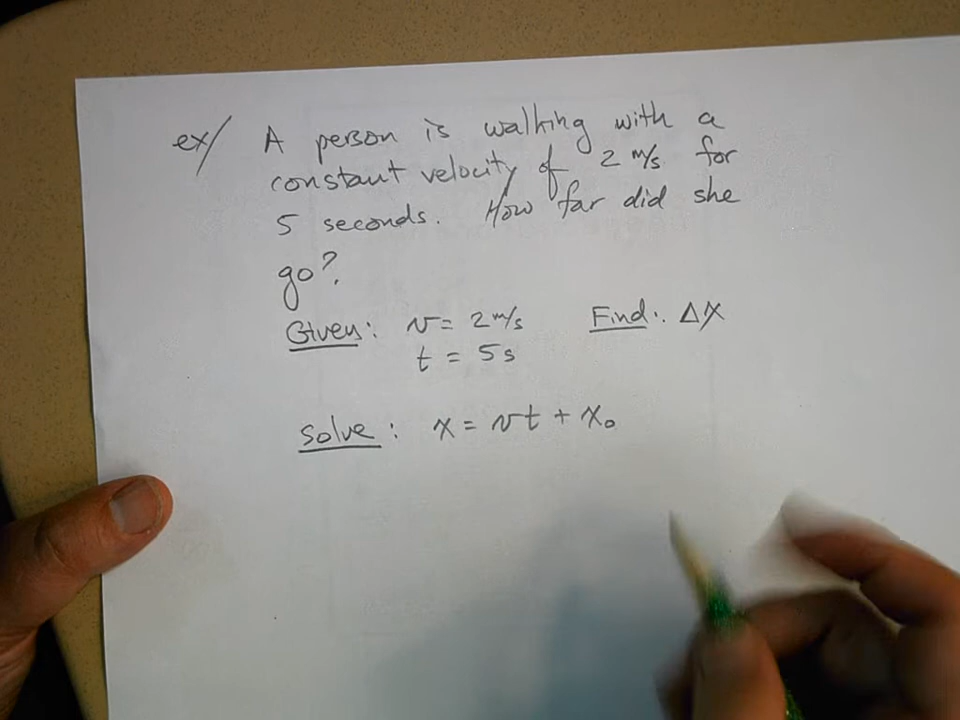 ex/ A person is walking with a
constant velocity of 2 m/s for
5 seconds. How far did she
go?
Given: v = 2 m/s Find: Δx
t = 5 s
Solve: x = vt + x₀